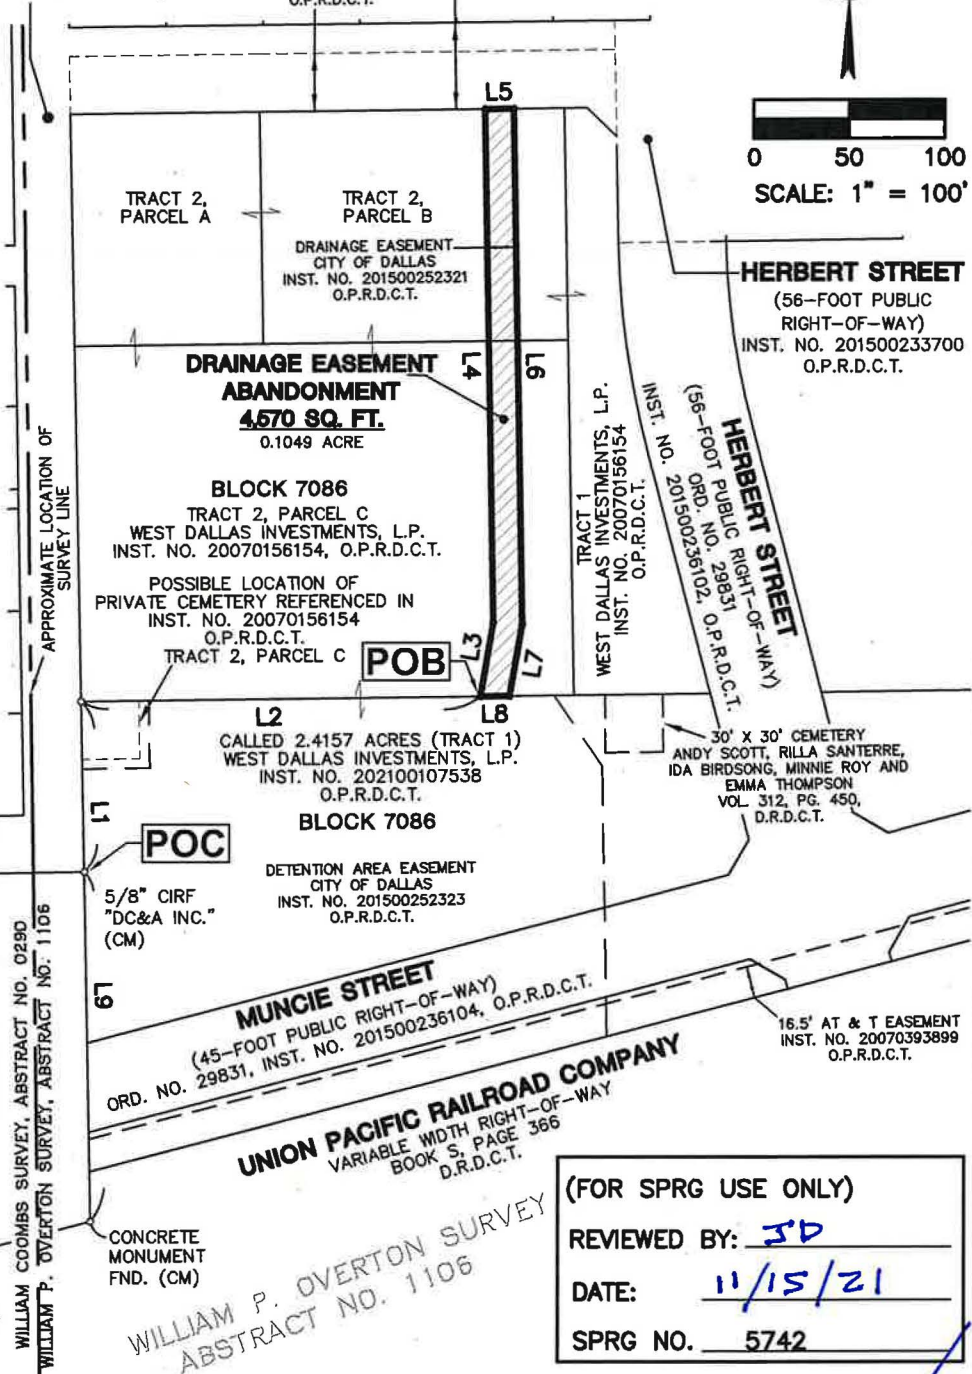 O.P.R.D.C.T.
L5
0 50 100
SCALE: 1" = 100'
TRACT 2,
PARCEL A
TRACT 2,
PARCEL B
DRAINAGE EASEMENT
CITY OF DALLAS
INST. NO. 201500252321
O.P.R.D.C.T.
HERBERT STREET
(56-FOOT PUBLIC
RIGHT-OF-WAY)
INST. NO. 201500233700
O.P.R.D.C.T.
DRAINAGE EASEMENT
ABANDONMENT
4,570 SQ. FT.
0.1049 ACRE
L4
L6
APPROXIMATE LOCATION OF
SURVEY LINE
BLOCK 7086
TRACT 2, PARCEL C
WEST DALLAS INVESTMENTS, L.P.
INST. NO. 20070156154, O.P.R.D.C.T.
TRACT 1
WEST DALLAS INVESTMENTS, L.P.
INST. NO. 20070156154
O.P.R.D.C.T.
HERBERT STREET
(56-FOOT PUBLIC RIGHT-OF-WAY)
ORD. NO. 29831
INST. NO. 201500236102, O.P.R.D.C.T.
POSSIBLE LOCATION OF
PRIVATE CEMETERY REFERENCED IN
INST. NO. 20070156154
O.P.R.D.C.T.
TRACT 2, PARCEL C
POB
L3
L7
L2
L8
CALLED 2.4157 ACRES (TRACT 1)
WEST DALLAS INVESTMENTS, L.P.
INST. NO. 202100107538
O.P.R.D.C.T.
BLOCK 7086
30' X 30' CEMETERY
ANDY SCOTT, RILLA SANTERRE,
IDA BIRDSONG, MINNIE ROY AND
EMMA THOMPSON
VOL. 312, PG. 450,
D.R.D.C.T.
L1
POC
5/8" CIRF
"DC&A INC."
(CM)
DETENTION AREA EASEMENT
CITY OF DALLAS
INST. NO. 201500252323
O.P.R.D.C.T.
L9
MUNCIE STREET
(45-FOOT PUBLIC RIGHT-OF-WAY)
ORD. NO. 29831, INST. NO. 201500236104, O.P.R.D.C.T.
16.5' AT & T EASEMENT
INST. NO. 20070393899
O.P.R.D.C.T.
UNION PACIFIC RAILROAD COMPANY
VARIABLE WIDTH RIGHT-OF-WAY
BOOK S, PAGE 366
D.R.D.C.T.
WILLIAM COOMBS SURVEY, ABSTRACT NO. 0290
WILLIAM P. OVERTON SURVEY, ABSTRACT NO. 1106
CONCRETE
MONUMENT
FND. (CM)
WILLIAM P. OVERTON SURVEY
ABSTRACT NO. 1106
(FOR SPRG USE ONLY)
REVIEWED BY: JD
DATE: 11/15/21
SPRG NO. 5742